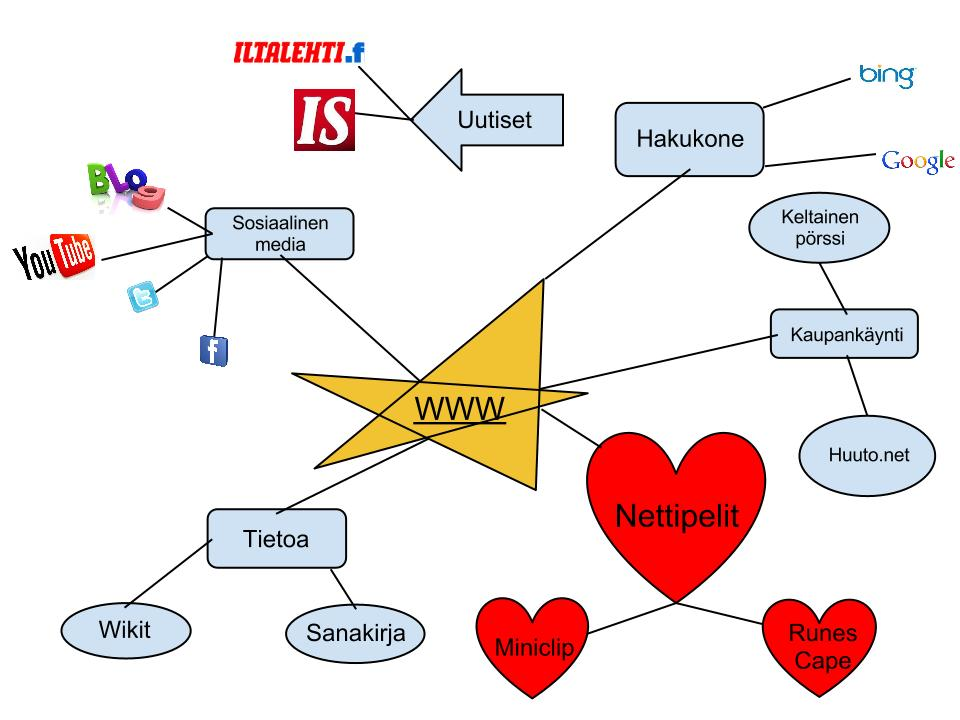 ILTALEHTI.f
IS
Uutiset
bing
Hakukone
Google
BLog
YouTube
t
f
Sosiaalinen
media
Keltainen
pörssi
Kaupankäynti
Huuto.net
WWW
Nettipelit
Tietoa
Wikit
Sanakirja
Miniclip
Runes
Cape